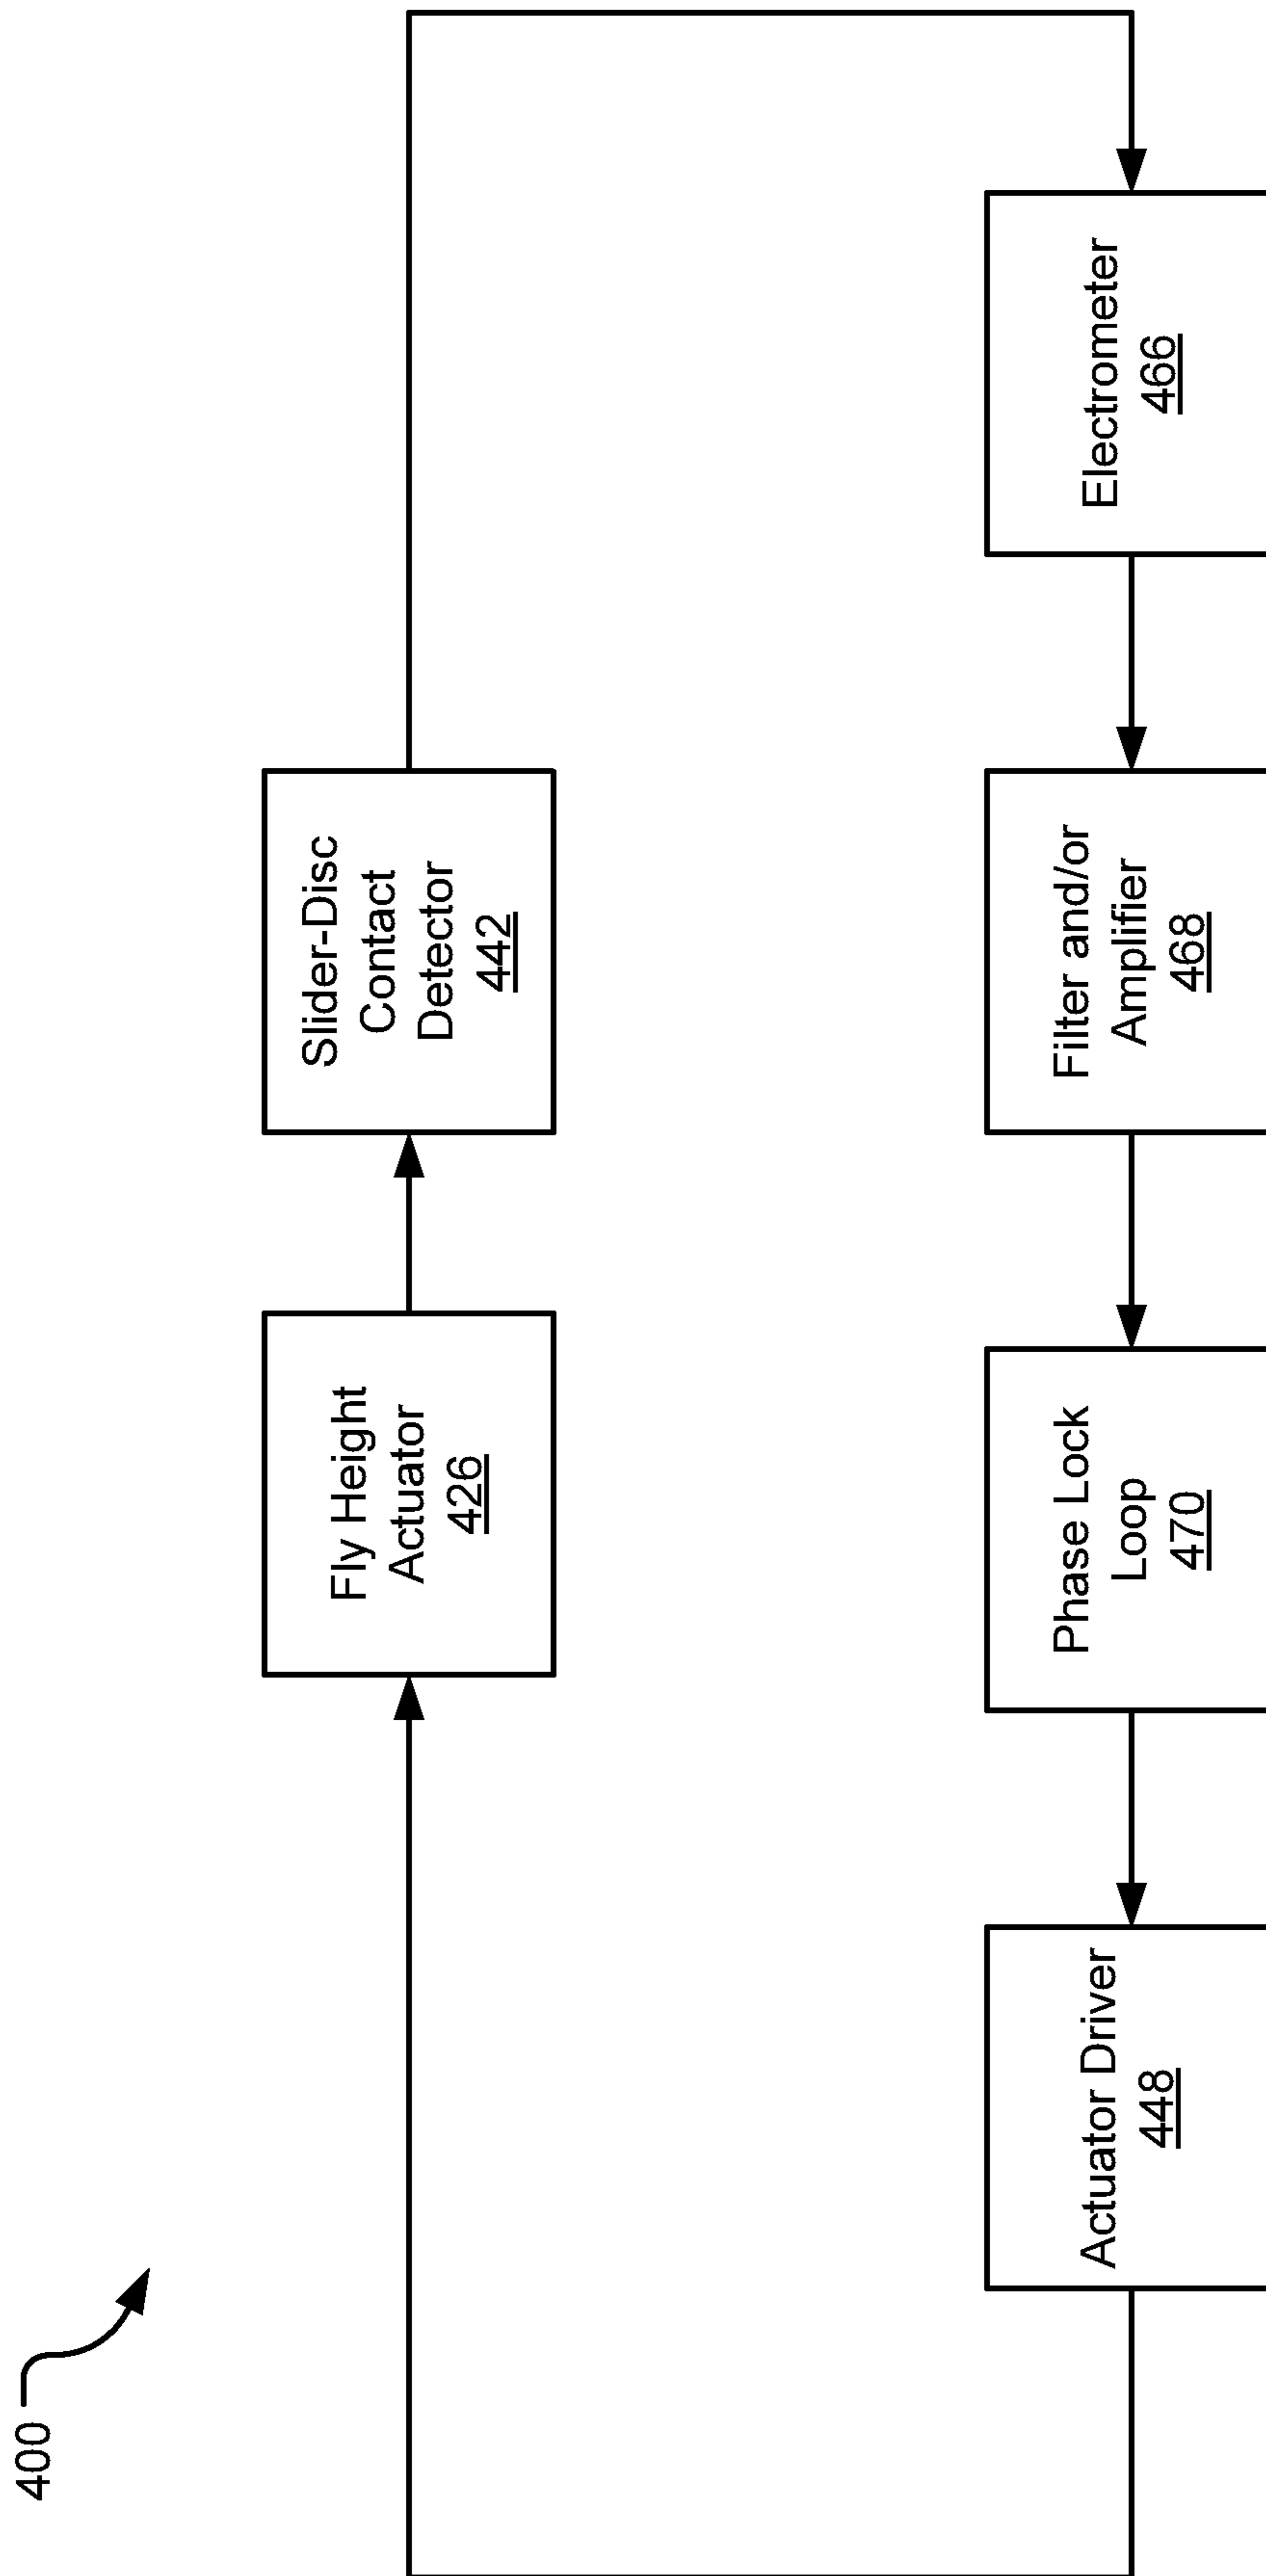 400
Fly Height
Actuator
426
Slider-Disc
Contact
Detector
442
Actuator Driver
448
Phase Lock
Loop
470
Filter and/or
Amplifier
468
Electrometer
466